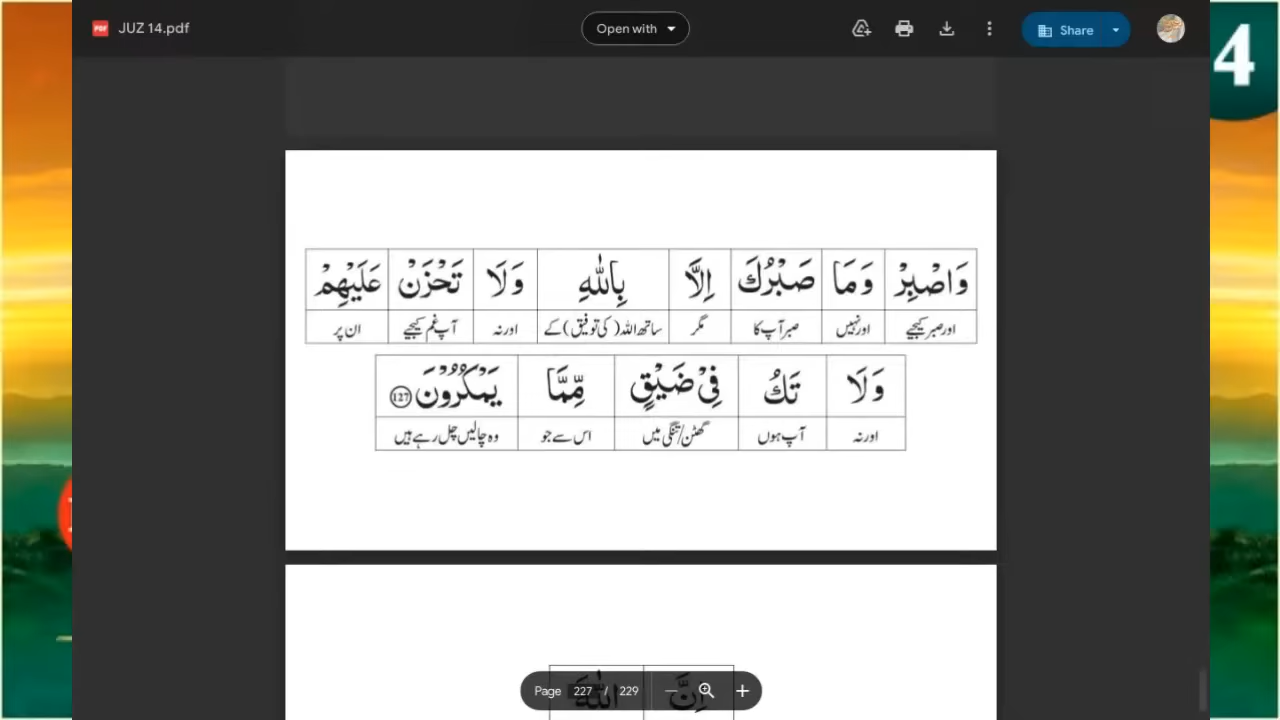 JUZ 14.pdf
Open with
Share
4
وَاصْبِرْ وَمَا صَبْرُكَ اِلَّا بِاللّٰهِ وَلَا تَحْزَنْ عَلَيْهِمْ
اور صبر کیجیے اور نہیں صبر آپ کا مگر ساتھ اللہ (کی توفیق) کے اور نہ آپ غم کیجیے ان پر
وَلَا تَكُ فِیْ ضَيْقٍ مِّمَّا يَمْكُرُوْنَ 127
اور نہ آپ ہوں گھٹن/تنگی میں اس سے جو وہ چالیں چل رہے ہیں
اِنَّ اللّٰهَ
Page 227 / 229